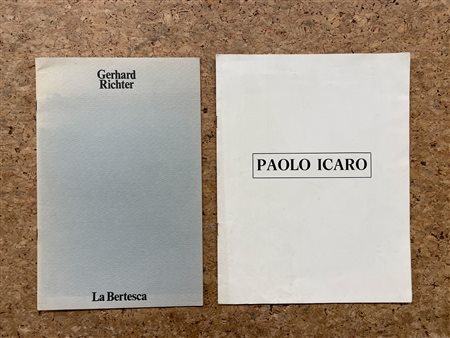 Gerhard
Richter
La Bertesca
PAOLO ICARO